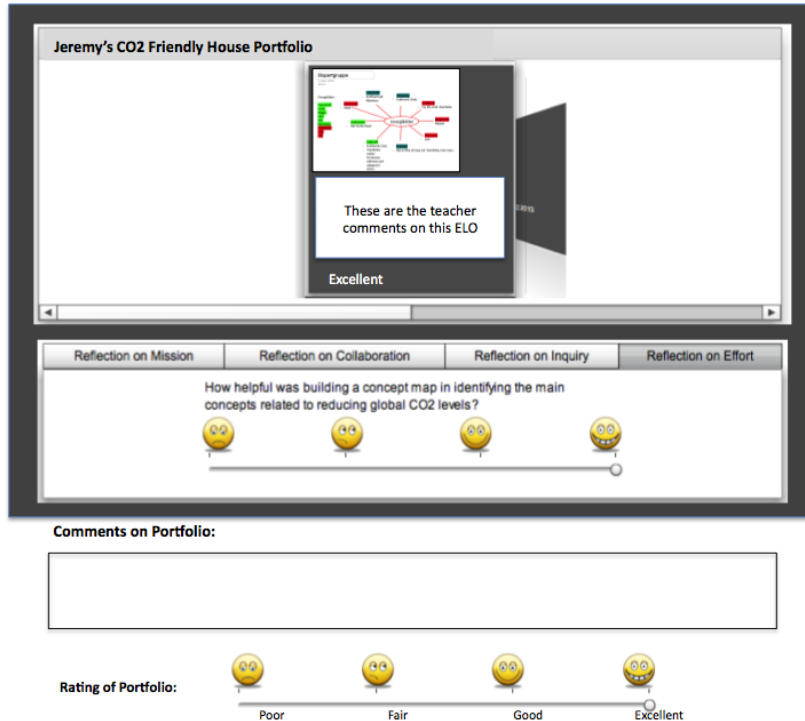 Jeremy's CO2 Friendly House Portfolio
These are the teacher
comments on this ELO
Excellent
Reflection on Mission
Reflection on Collaboration
Reflection on Inquiry
Reflection on Effort
How helpful was building a concept map in identifying the main
concepts related to reducing global CO2 levels?
Comments on Portfolio:
Rating of Portfolio:
Poor
Fair
Good
Excellent